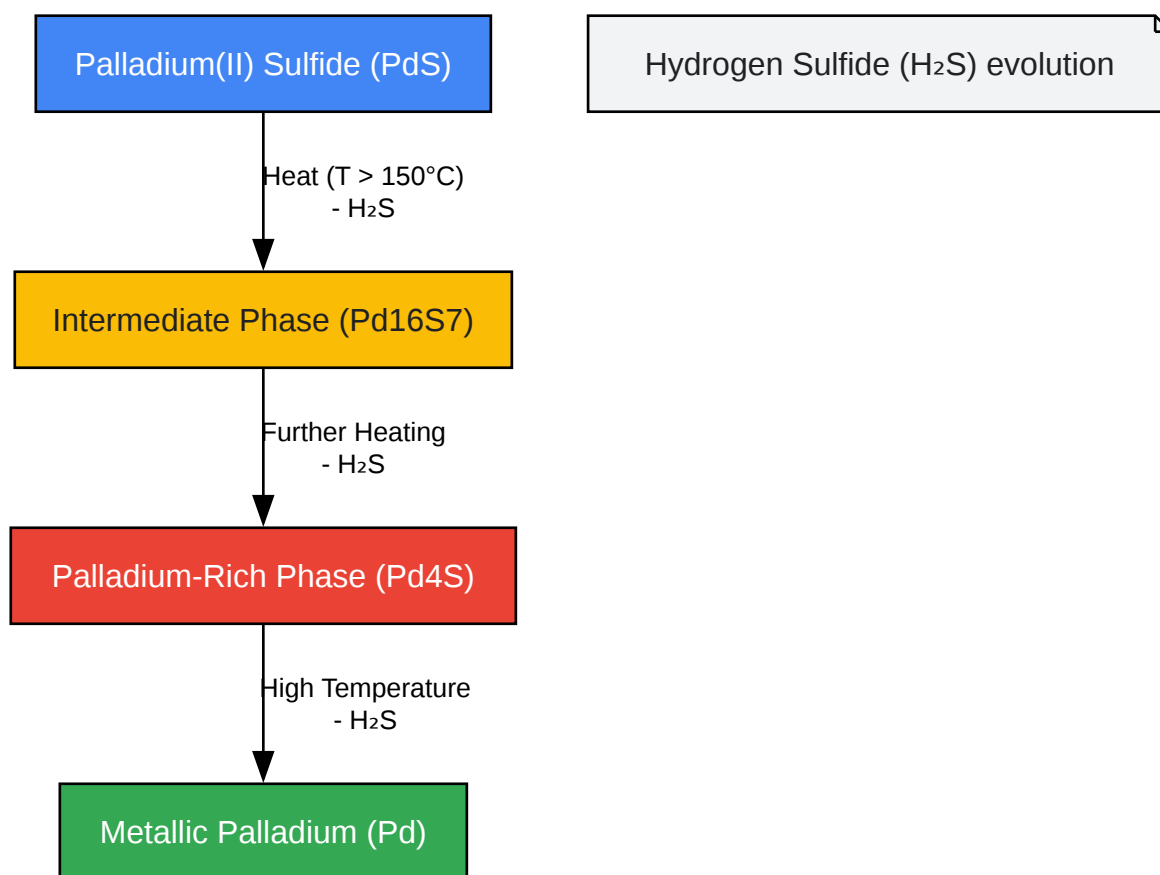 Palladium(II) Sulfide (PdS)
Hydrogen Sulfide (H₂S) evolution
Heat (T > 150°C)
- H₂S
Intermediate Phase (Pd16S7)
Further Heating
- H₂S
Palladium-Rich Phase (Pd4S)
High Temperature
- H₂S
Metallic Palladium (Pd)